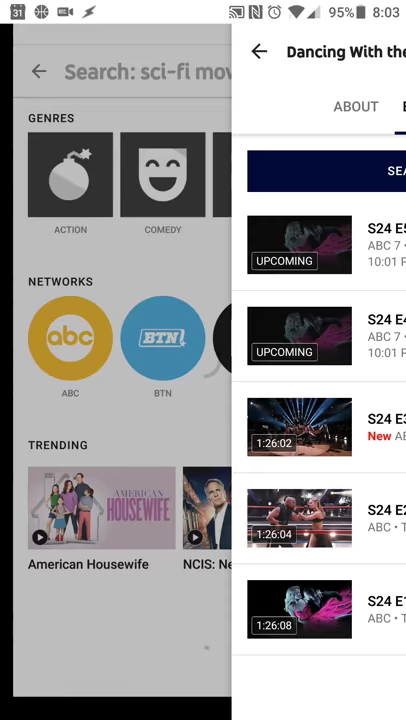 31
95% 8:03
Search: sci-fi mov
GENRES
ACTION
COMEDY
NETWORKS
abc
BTN
ABC
BTN
TRENDING
AMERICAN
HOUSEWIFE
American Housewife
NCIS: Ne
Dancing With the
ABOUT
E
SEA
UPCOMING
S24 E5
ABC 7 •
10:01 P
UPCOMING
S24 E4
ABC 7 •
10:01 P
1:26:02
S24 E3
New AB
1:26:04
S24 E2
ABC • T
1:26:08
S24 E1
ABC • T